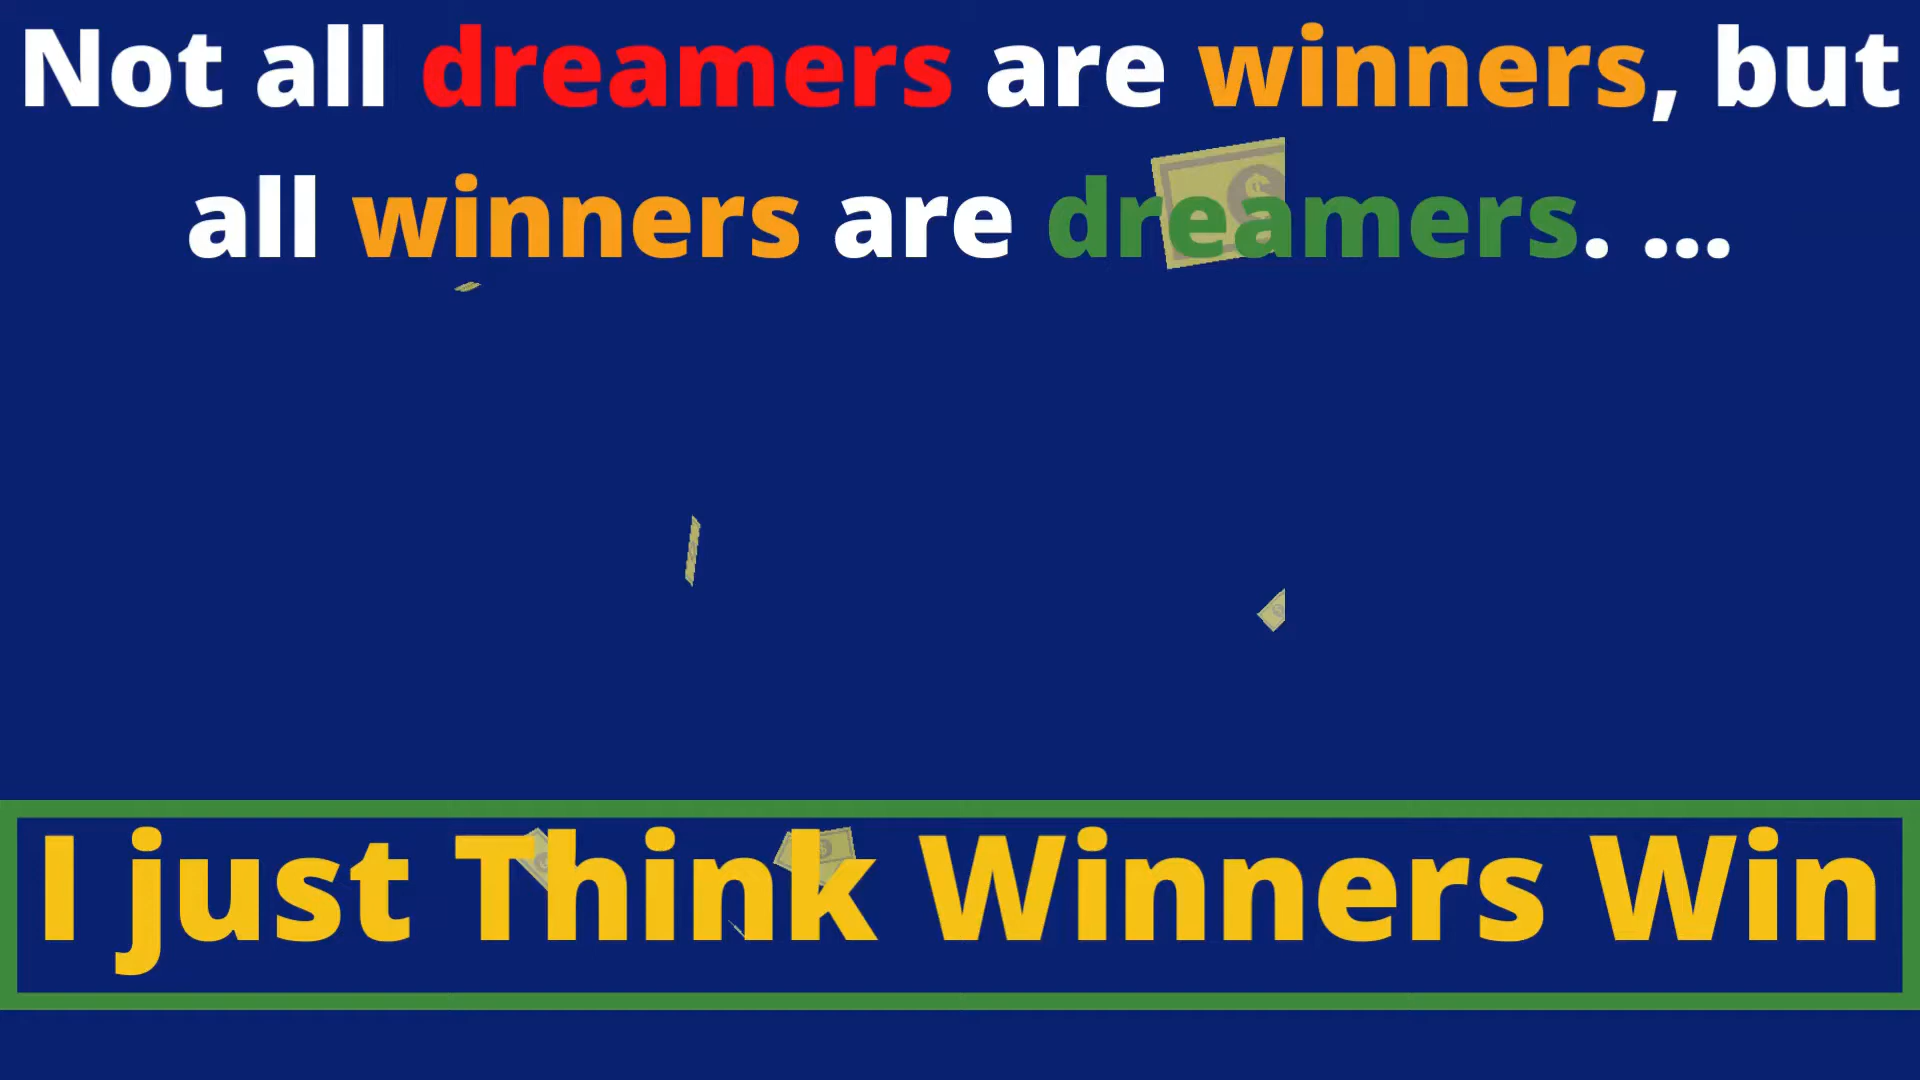 Not all dreamers are winners, but
all winners are dreamers. ...
I just Think Winners Win